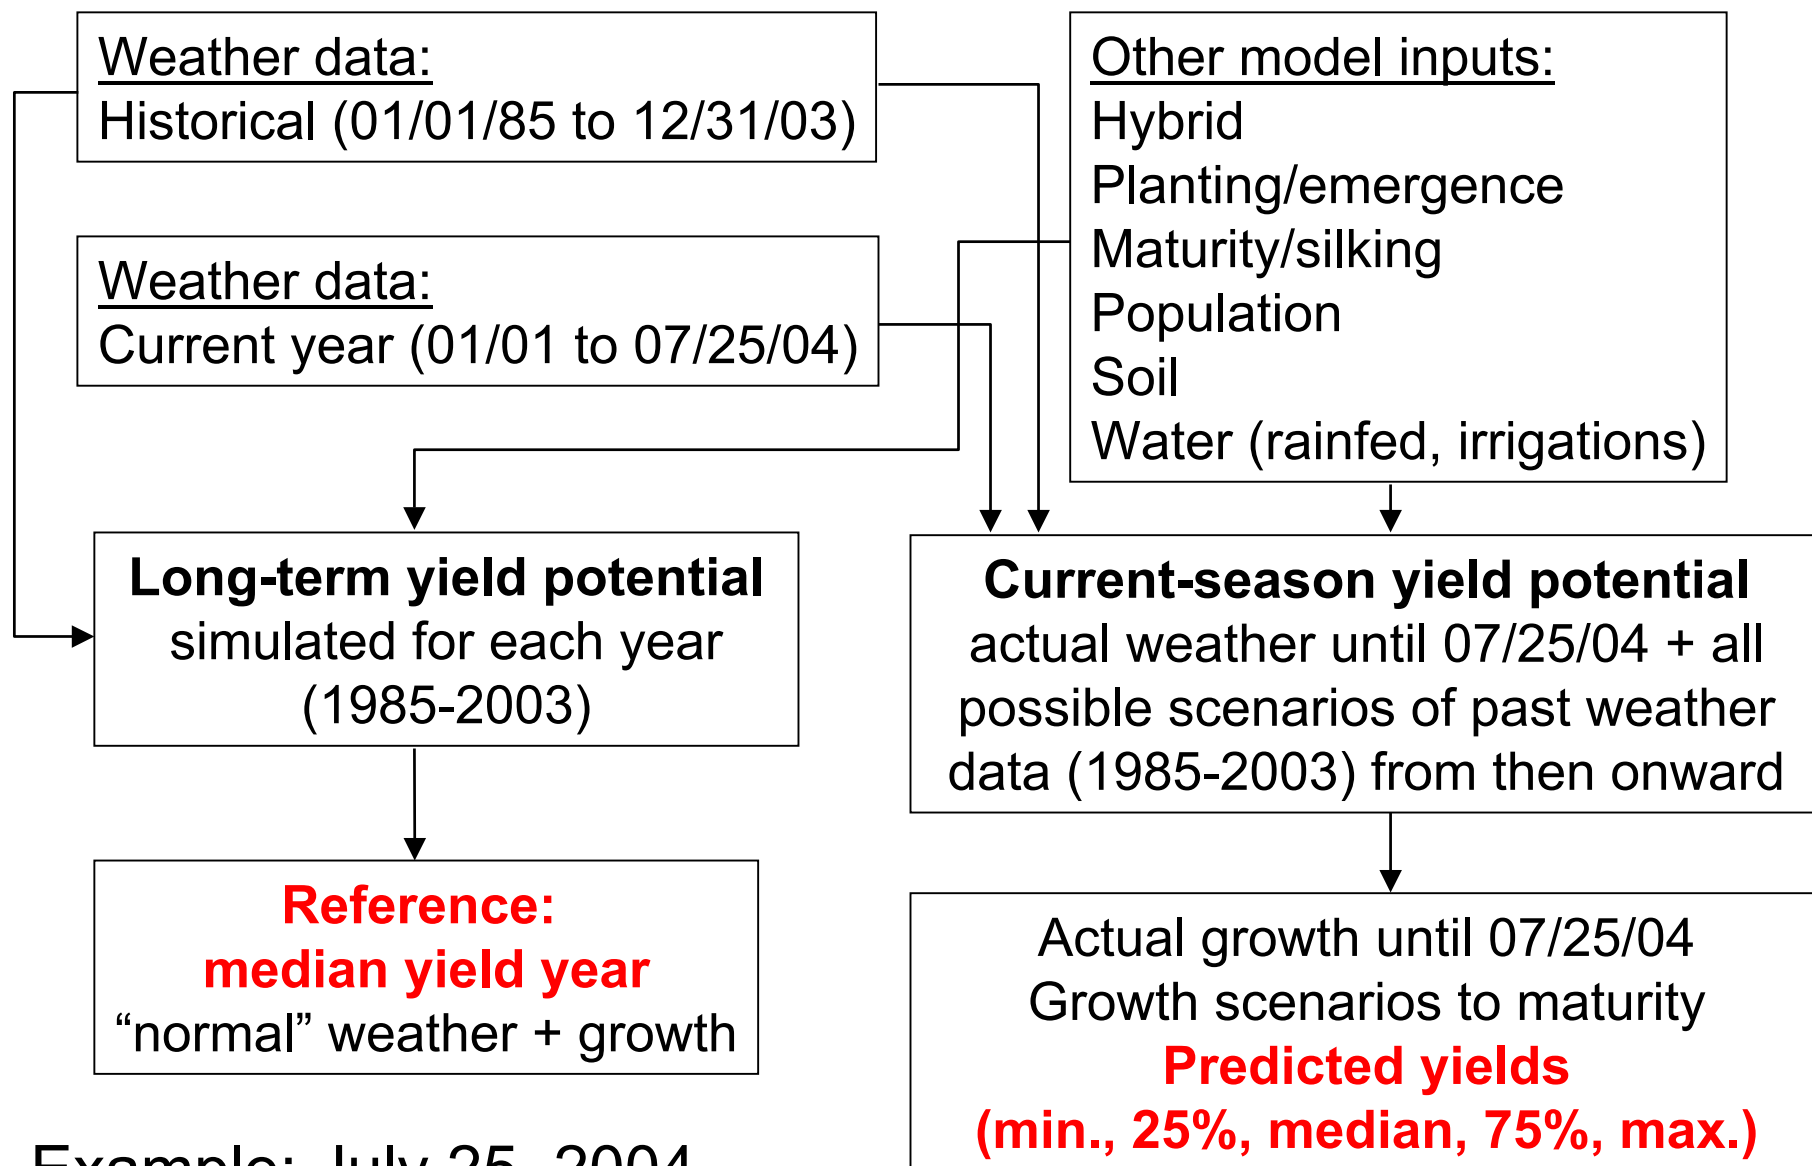 Weather data:
Historical (01/01/85 to 12/31/03)
Weather data:
Current year (01/01 to 07/25/04)
Other model inputs:
Hybrid
Planting/emergence
Maturity/silking
Population
Soil
Water (rainfed, irrigations)
Long-term yield potential
simulated for each year
(1985-2003)
Current-season yield potential
actual weather until 07/25/04 + all
possible scenarios of past weather
data (1985-2003) from then onward
Reference:
median yield year
“normal” weather + growth
Actual growth until 07/25/04
Growth scenarios to maturity
Predicted yields
(min., 25%, median, 75%, max.)
Example: July 25, 2004